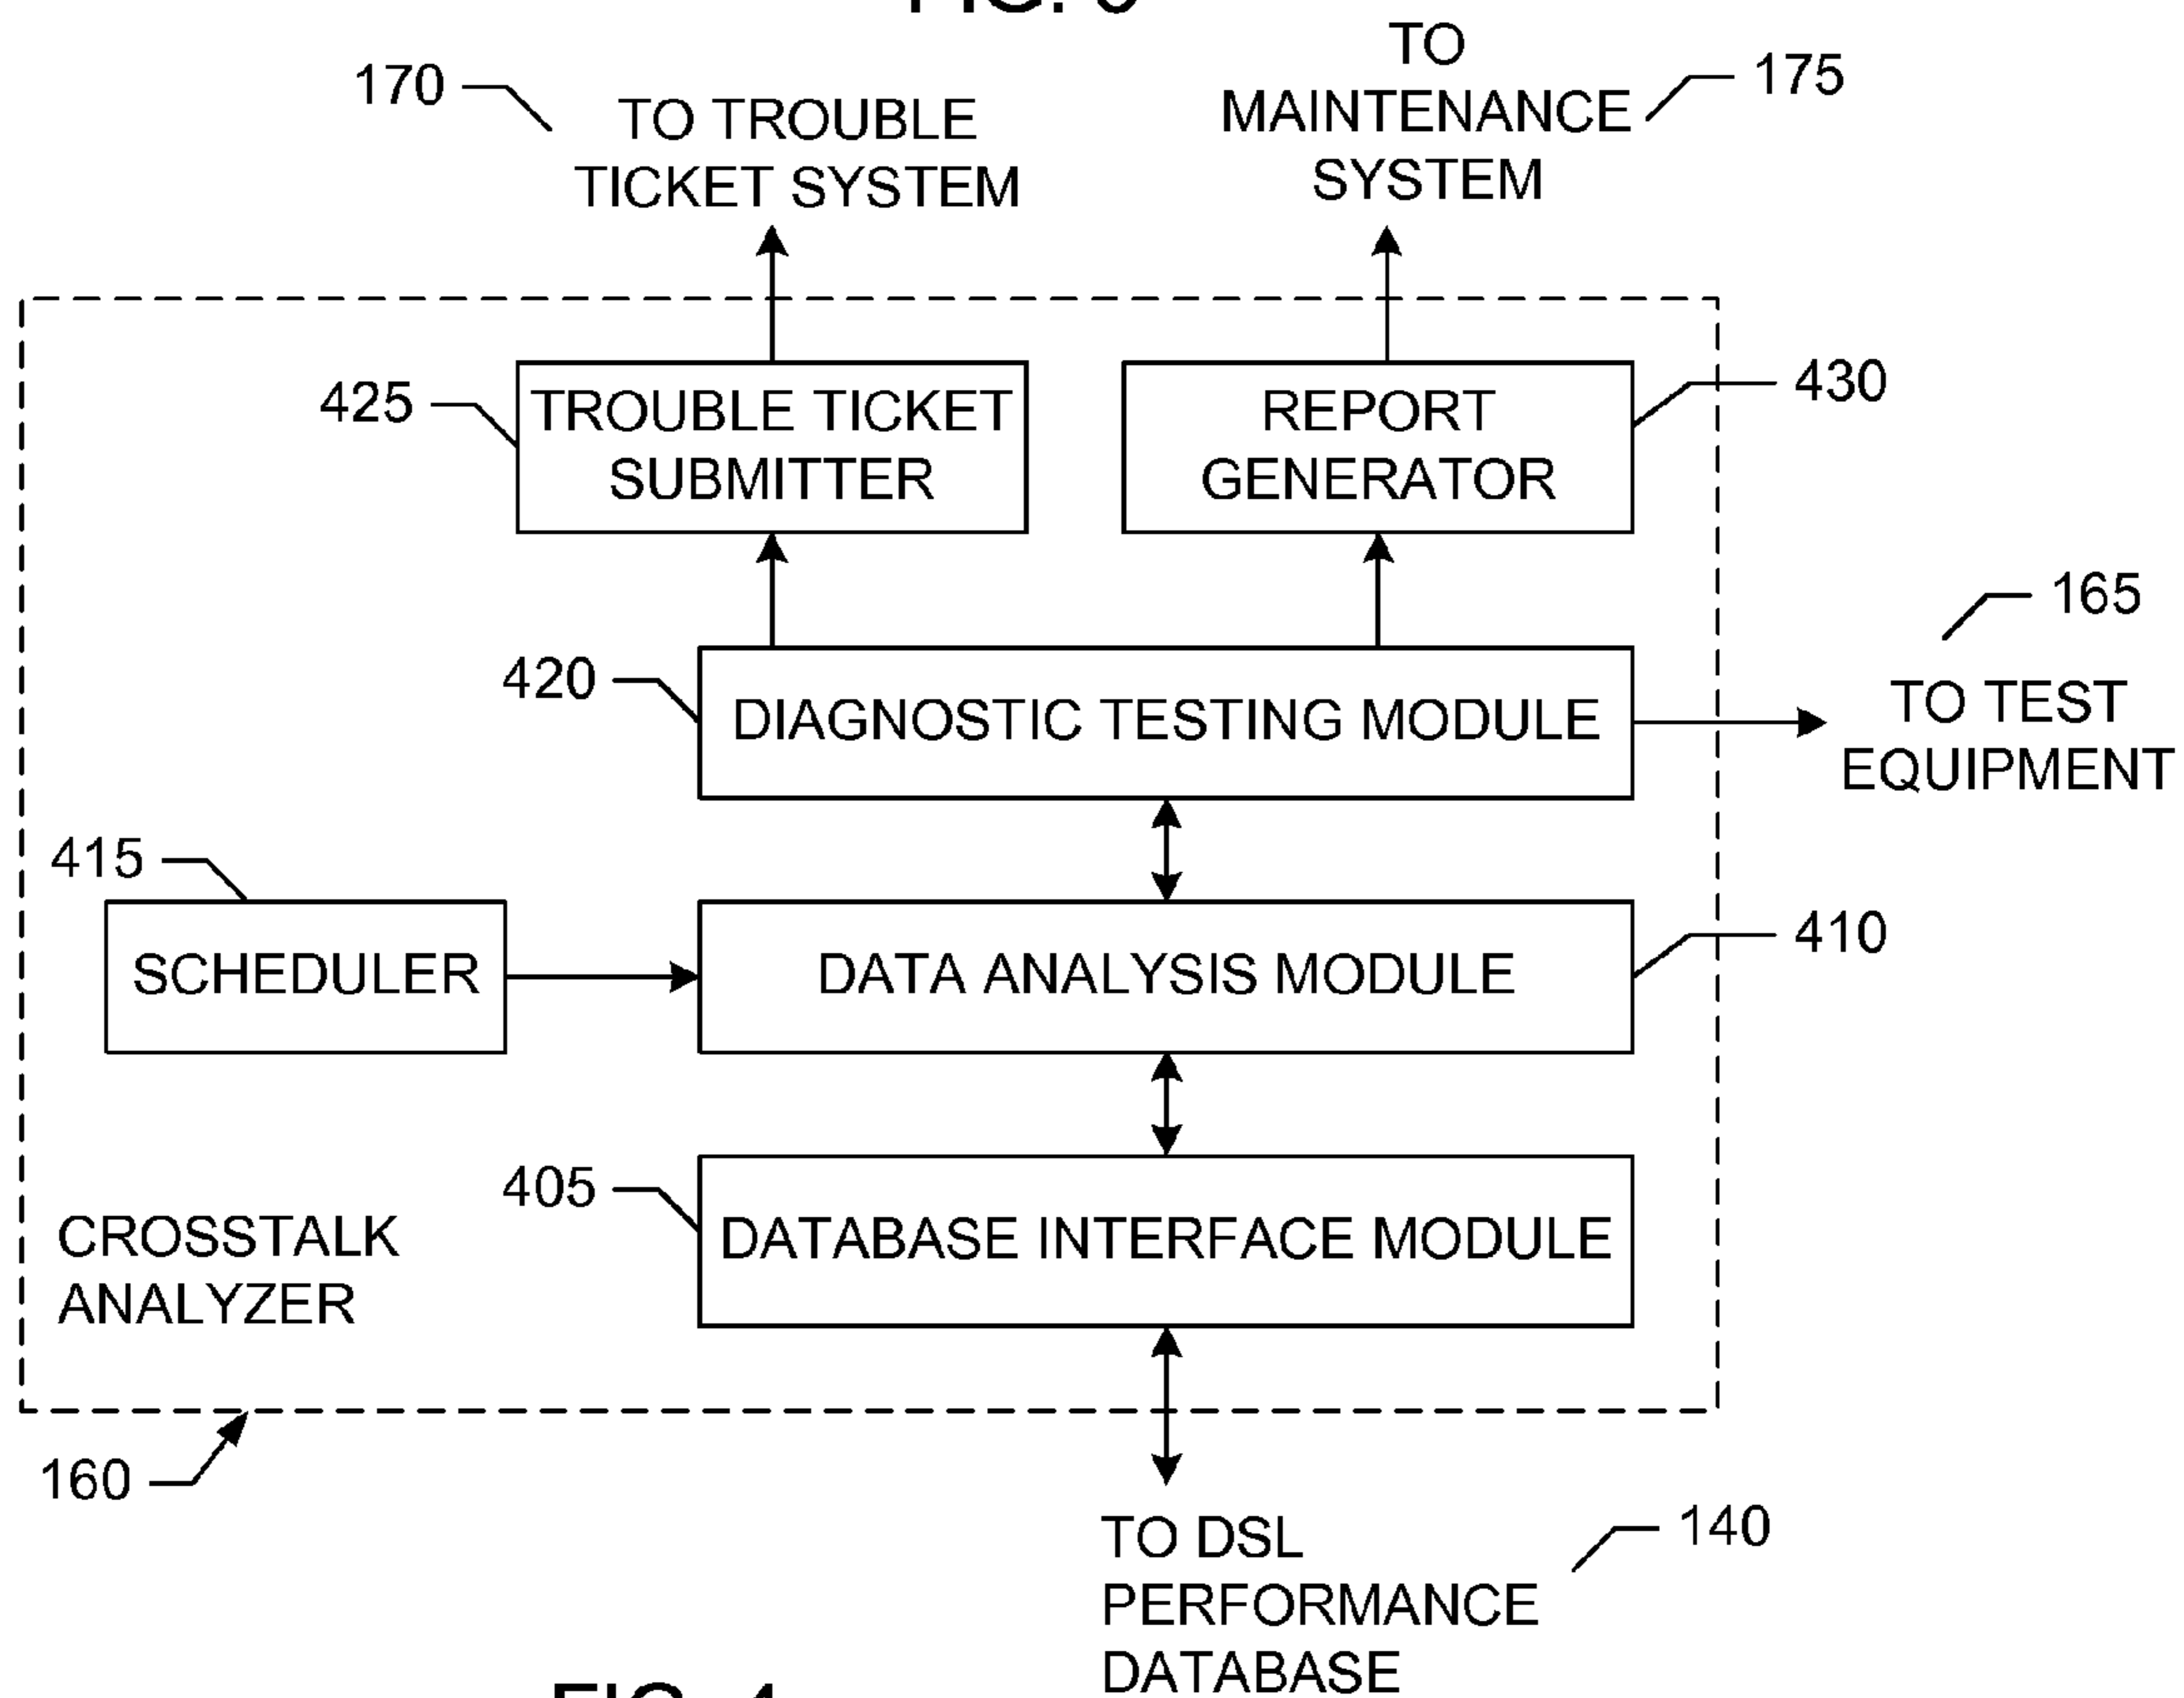 TO
MAINTENANCE
SYSTEM
175
170
TO TROUBLE
TICKET SYSTEM
425
TROUBLE TICKET
SUBMITTER
REPORT
GENERATOR
430
165
TO TEST
EQUIPMENT
420
DIAGNOSTIC TESTING MODULE
415
SCHEDULER
DATA ANALYSIS MODULE
410
405
DATABASE INTERFACE MODULE
CROSSTALK
ANALYZER
160
TO DSL
PERFORMANCE
DATABASE
140